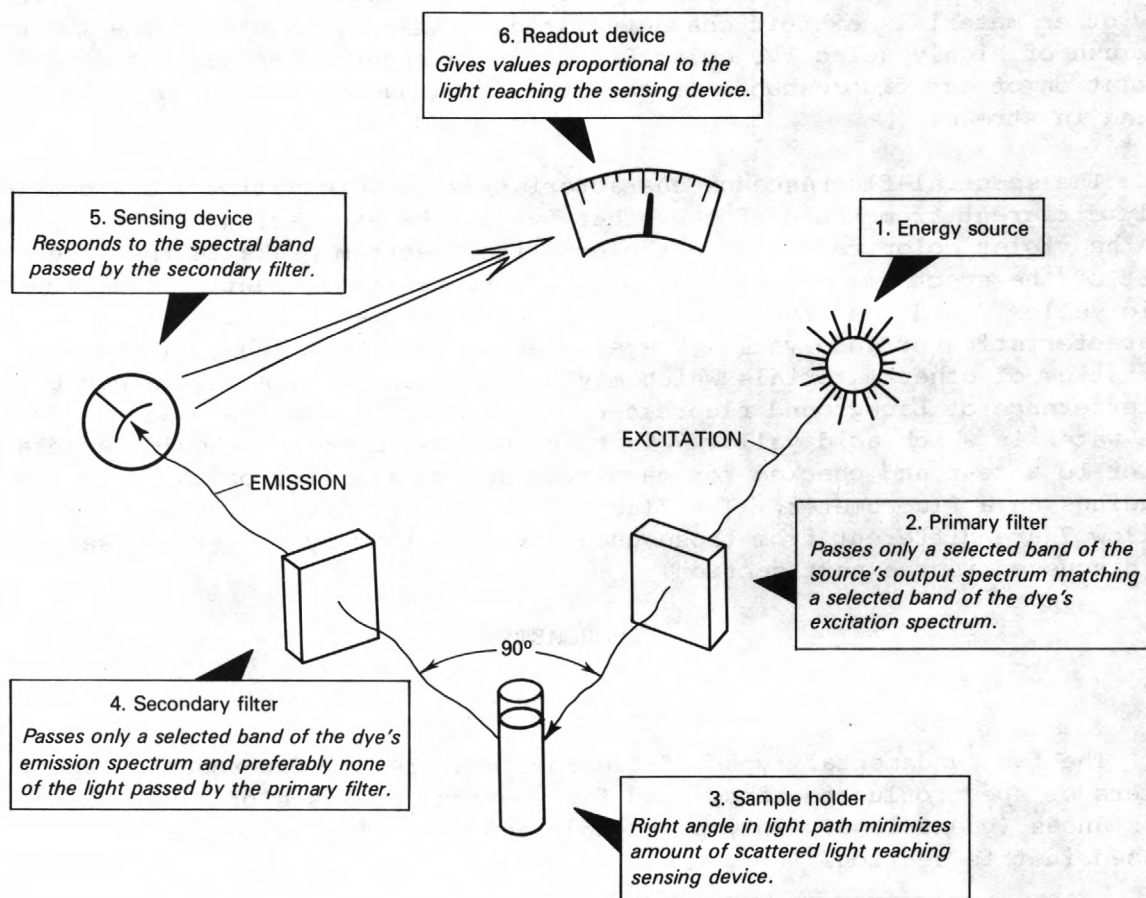 6. Readout device
Gives values proportional to the
light reaching the sensing device.
5. Sensing device
Responds to the spectral band
passed by the secondary filter.
1. Energy source
EXCITATION
EMISSION
2. Primary filter
Passes only a selected band of the
source's output spectrum matching
a selected band of the dye's
excitation spectrum.
90°
4. Secondary filter
Passes only a selected band of the dye's
emission spectrum and preferably none
of the light passed by the primary filter.
3. Sample holder
Right angle in light path minimizes
amount of scattered light reaching
sensing device.